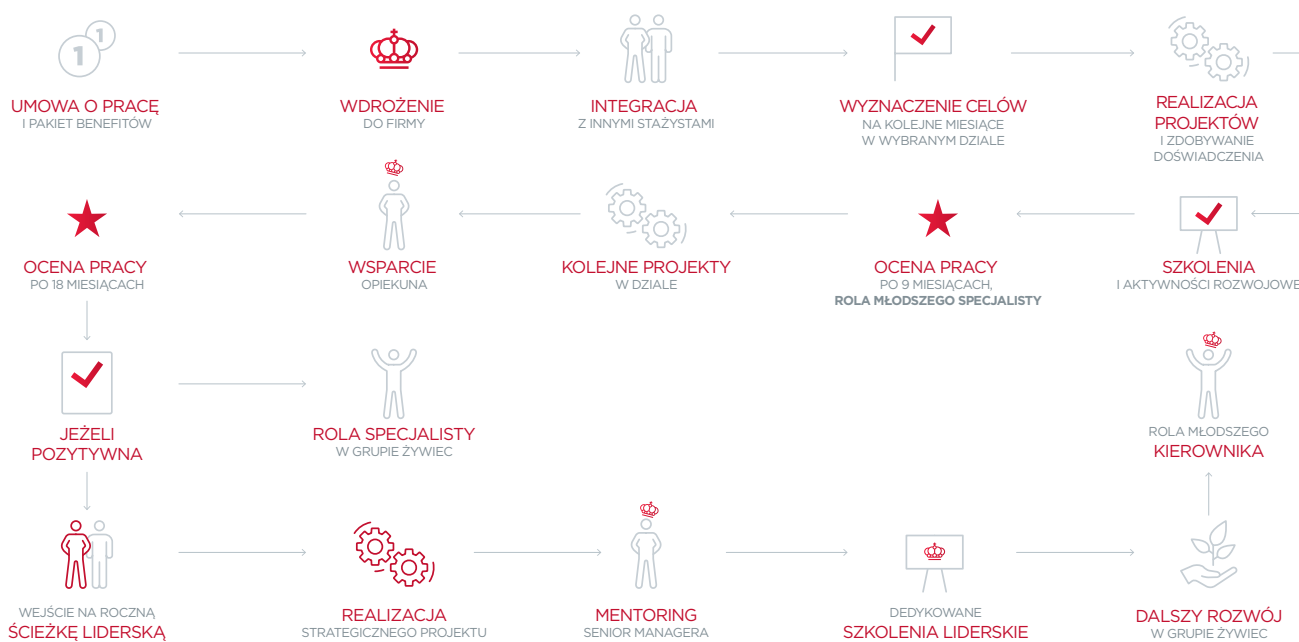 1
1
UMOWA O PRACĘ
I PAKIET BENEFITÓW
WDROŻENIE
DO FIRMY
INTEGRACJA
Z INNYMI STAŻYSTAMI
WYZNACZENIE CELÓW
NA KOLEJNE MIESIĄCE
W WYBRANYM DZIALE
REALIZACJA
PROJEKTÓW
I ZDOBYWANIE
DOŚWIADCZENIA
SZKOLENIA
I AKTYWNOŚCI ROZWOJOWE
OCENA PRACY
PO 9 MIESIĄCACH,
ROLA MŁODSZEGO SPECJALISTY
KOLEJNE PROJEKTY
W DZIALE
WSPARCIE
OPIEKUNA
OCENA PRACY
PO 18 MIESIĄCACH
JEŻELI
POZYTYWNA
ROLA SPECJALISTY
W GRUPIE ŻYWIEC
WEJŚCIE NA ROCZNĄ
ŚCIEŻKĘ LIDERSKĄ
REALIZACJA
STRATEGICZNEGO PROJEKTU
MENTORING
SENIOR MANAGERA
DEDYKOWANE
SZKOLENIA LIDERSKIE
DALSZY ROZWÓJ
W GRUPIE ŻYWIEC
ROLA MŁODSZEGO
KIEROWNIKA